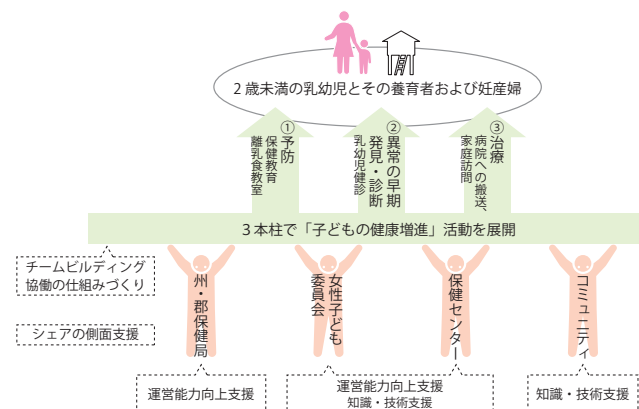 2歳未満の乳幼児とその養育者および妊産婦
①予防
保健教育
離乳食教室
②異常の早期
発見・診断
乳幼児健診
③治療
病院への搬送、
家庭訪問
3本柱で「子どもの健康増進」活動を展開
チームビルディング
協働の仕組みづくり
シェアの側面支援
州・郡保健局
女性子ども
委員会
保健センター
コミュニティ
運営能力向上支援
運営能力向上支援
知識・技術支援
知識・技術支援